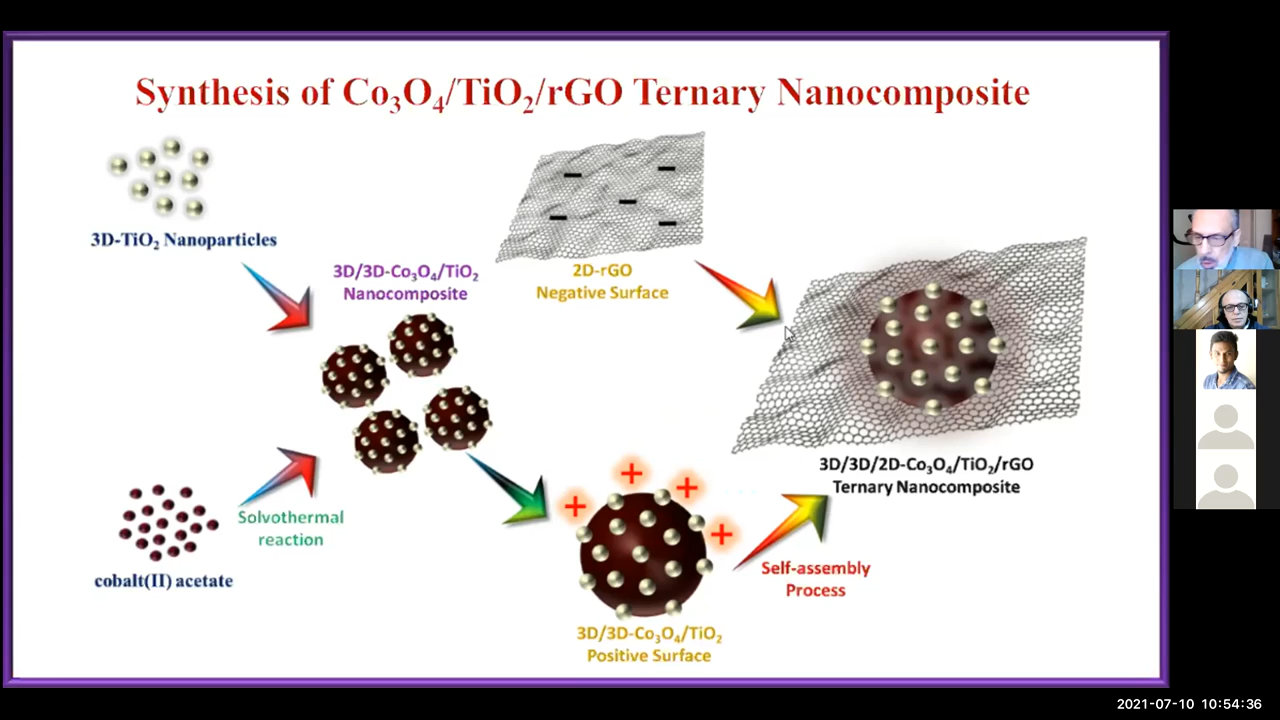 Synthesis of Co₃O₄/TiO₂/rGO Ternary Nanocomposite
3D-TiO₂ Nanoparticles
3D/3D-Co₃O₄/TiO₂
Nanocomposite
2D-rGO
Negative Surface
3D/3D/2D-Co₃O₄/TiO₂/rGO
Ternary Nanocomposite
Solvothermal
reaction
cobalt(II) acetate
Self-assembly
Process
3D/3D-Co₃O₄/TiO₂
Positive Surface
2021-07-10 10:54:36